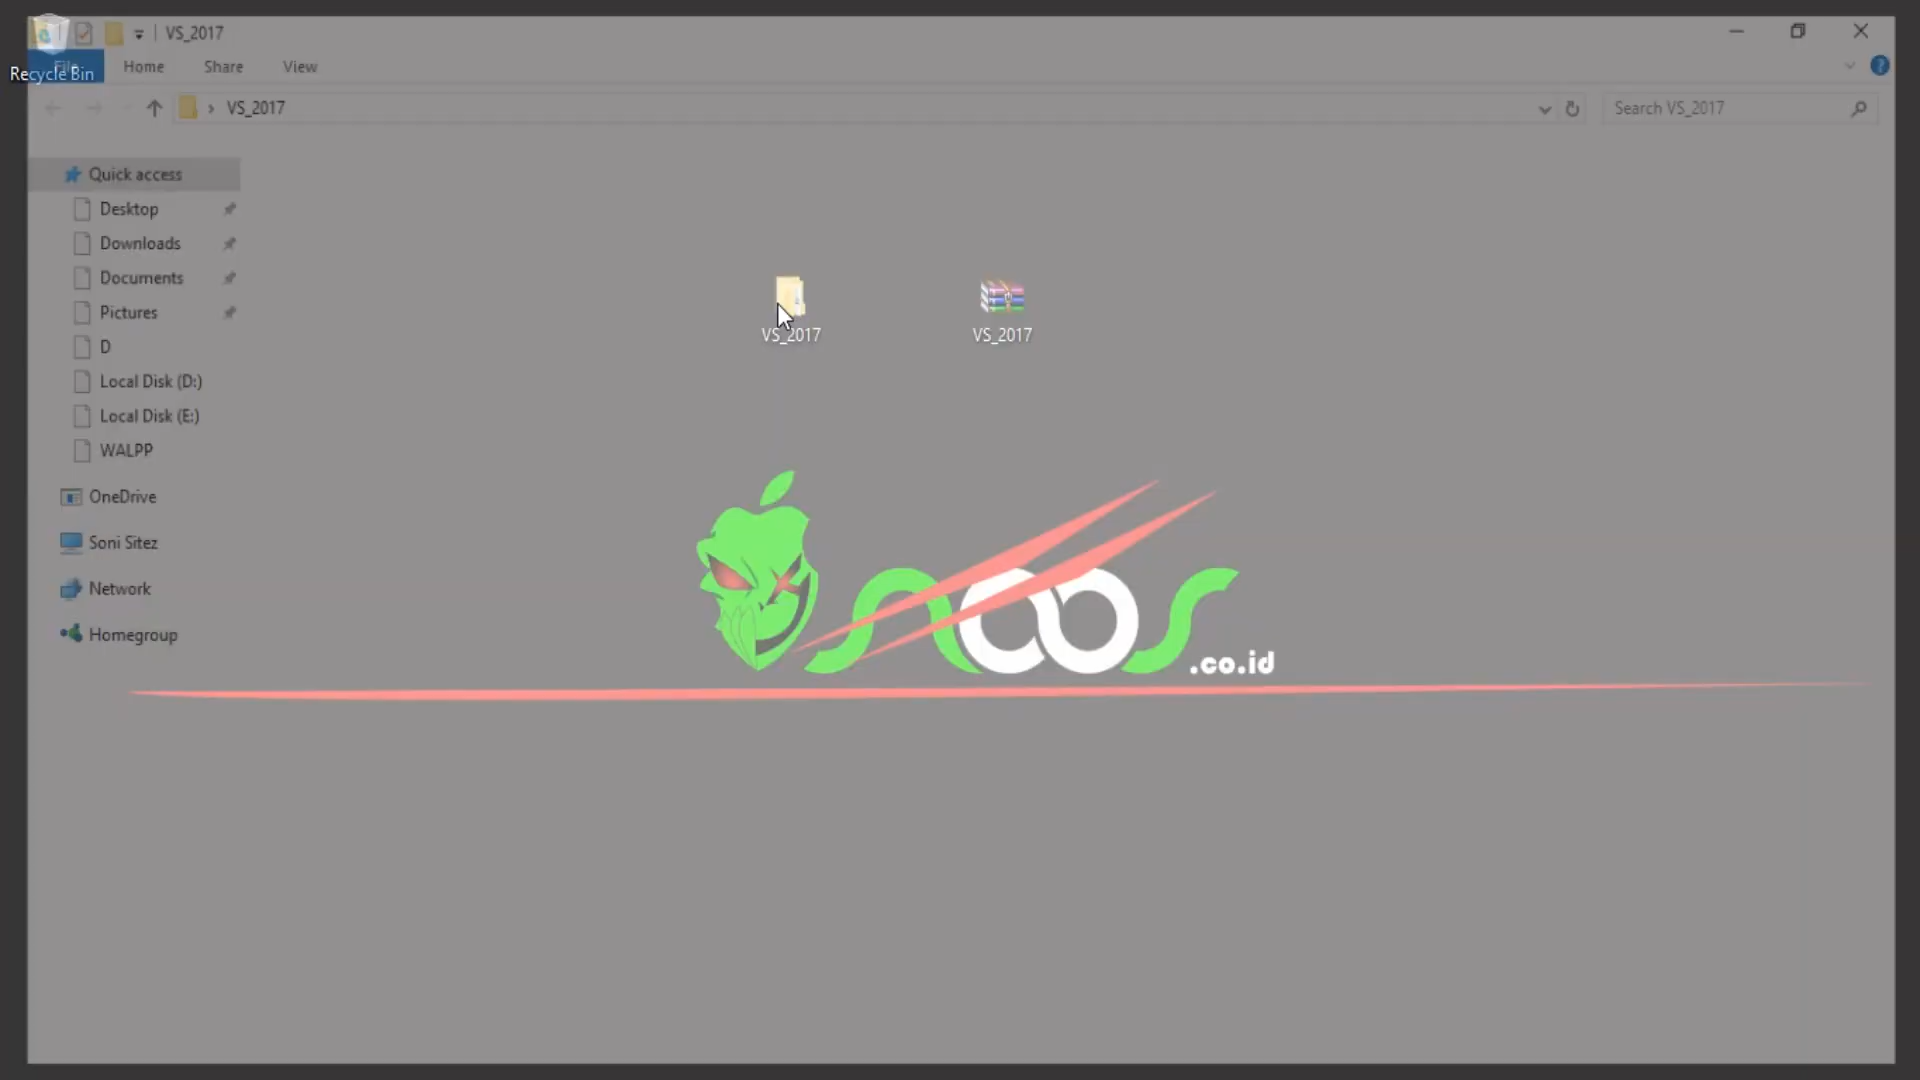 VS_2017
Recycle Bin
File
Home
Share
View
VS_2017
Search VS_2017
Quick access
Desktop
Downloads
Documents
Pictures
D
Local Disk (D:)
Local Disk (E:)
WALPP
OneDrive
Soni Sitez
Network
Homegroup
VS_2017
VS_2017
.co.id